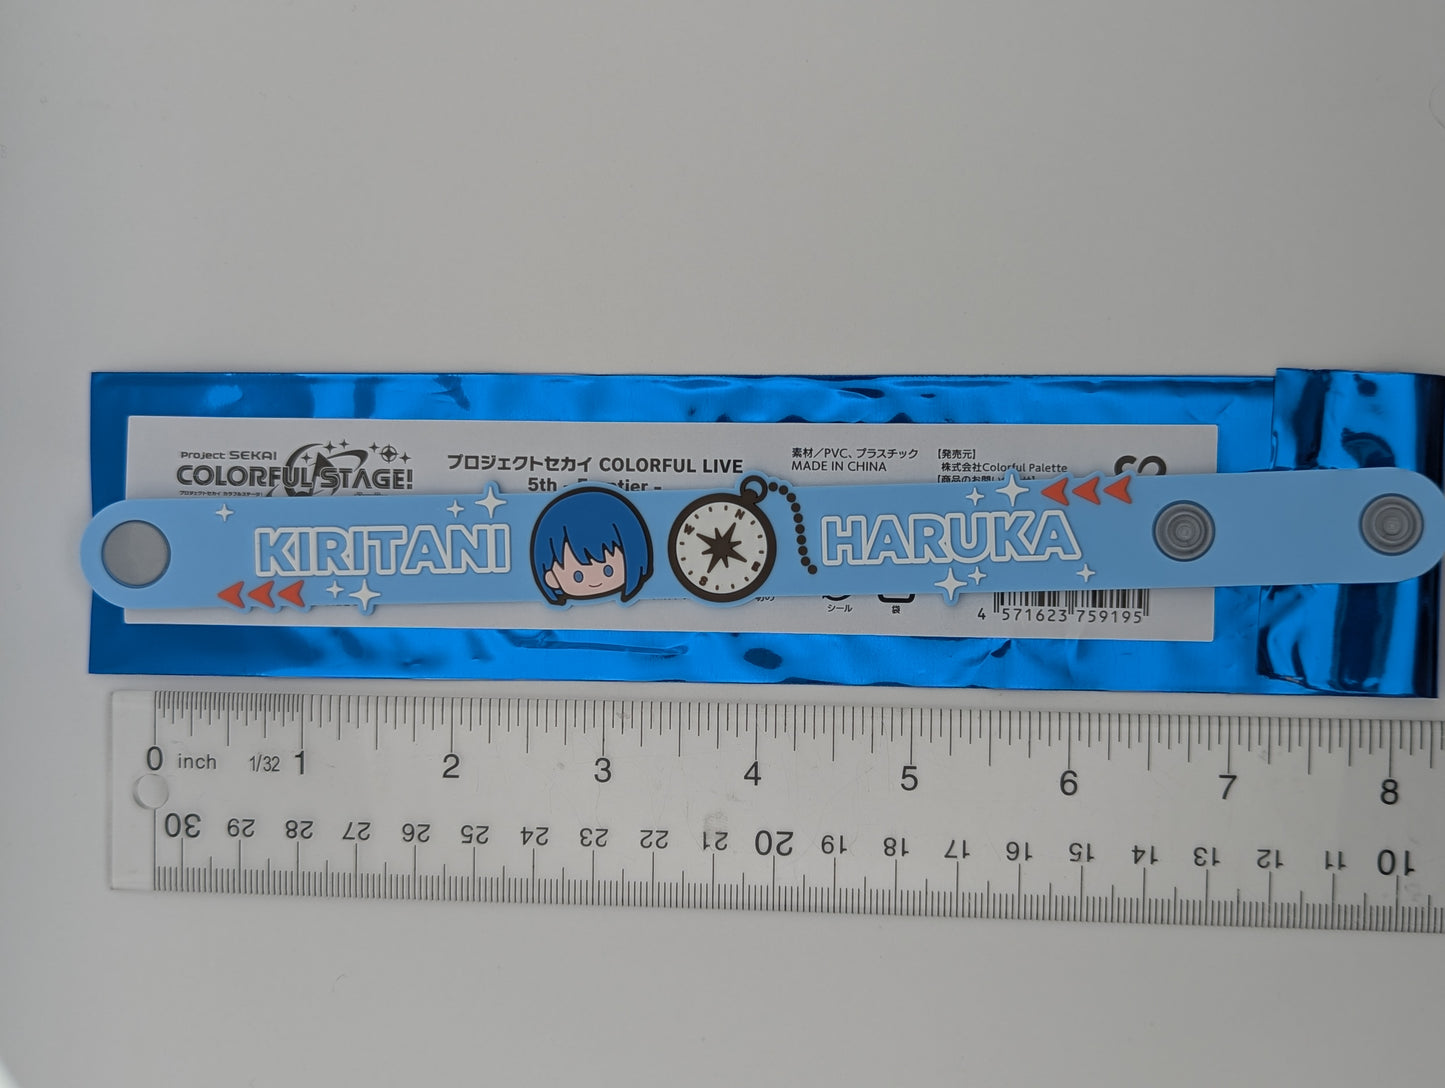 Project SEKAI
COLORFUL STAGE!
プロジェクトセカイ カラフルステージ!
プロジェクトセカイ COLORFUL LIVE
5th - Frontier -
素材/PVC、プラスチック
MADE IN CHINA
【発売元】
株式会社Colorful Palette
KIRITANI
N
S
HARUKA
シール
袋
4 571623 759195
0 inch 1/32 1 2 3 4 5 6 7 8
30 29 28 27 26 25 24 23 22 21 20 19 18 17 16 15 14 13 12 11 10